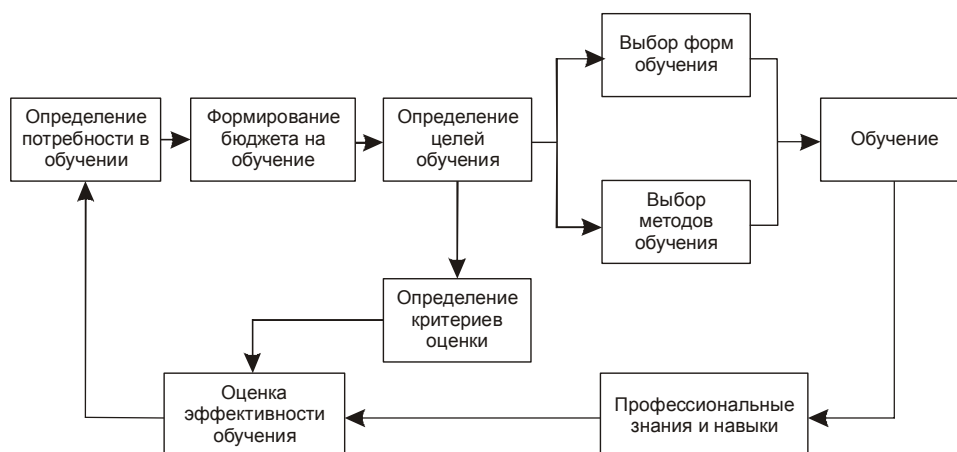 Выбор форм
обучения
Определение
потребности в
обучении
Формирование
бюджета на
обучение
Определение
целей
обучения
Обучение
Выбор
методов
обучения
Определение
критериев
оценки
Оценка
эффективности
обучения
Профессиональные
знания и навыки